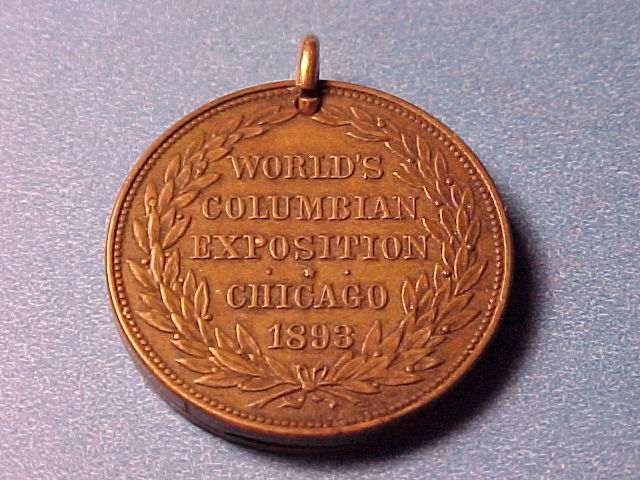 WORLD'S
COLUMBIAN
EXPOSITION
CHICAGO
1893